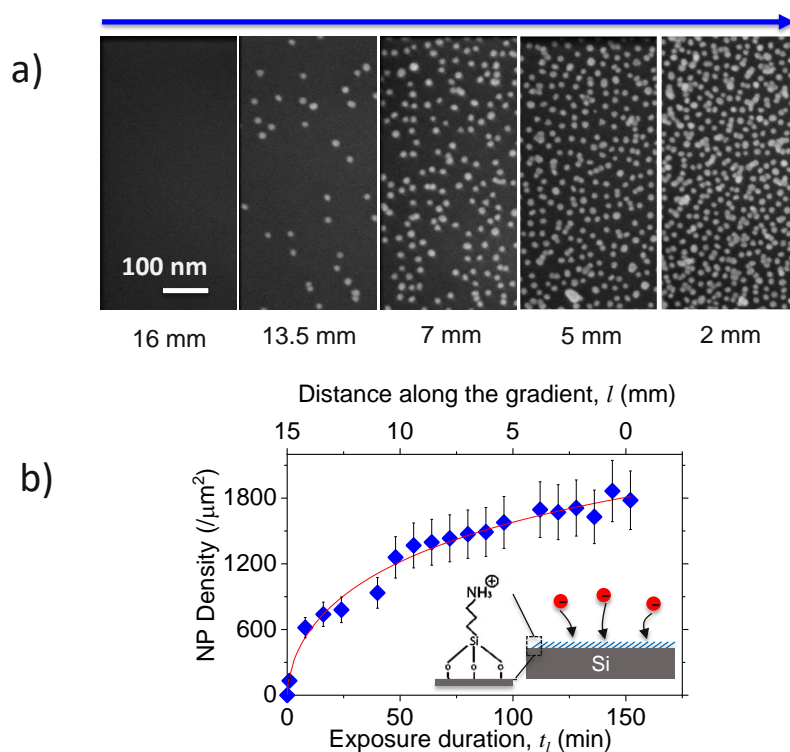 a)
100 nm
16 mm
13.5 mm
7 mm
5 mm
2 mm
b)
Distance along the gradient, l (mm)
15
10
5
0
NP Density (/μm²)
1800
1200
600
0
NH₃
⊕
Si
o
o
o
−
−
−
Si
0
50
100
150
Exposure duration, tₗ (min)